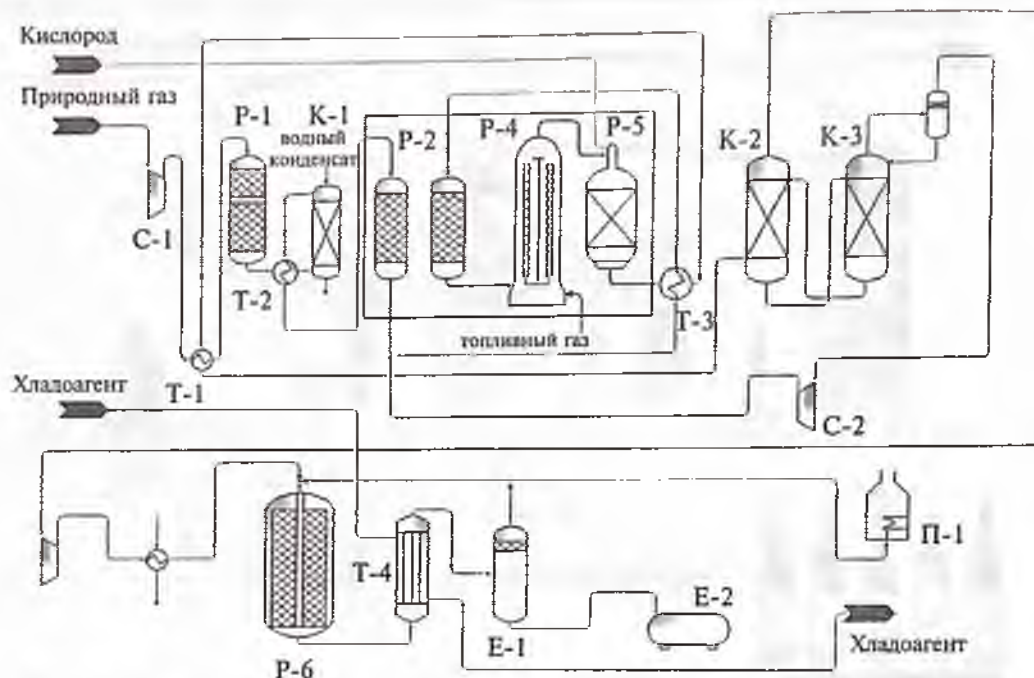 Кислород
Природный газ
Р-1
К-1
водный
конденсат
Р-2
Р-4
Р-5
К-2
К-3
С-1
Т-2
Т-3
топливный газ
Т-1
С-2
Хладоагент
П-1
Т-4
Е-2
Е-1
Р-6
Хладоагент